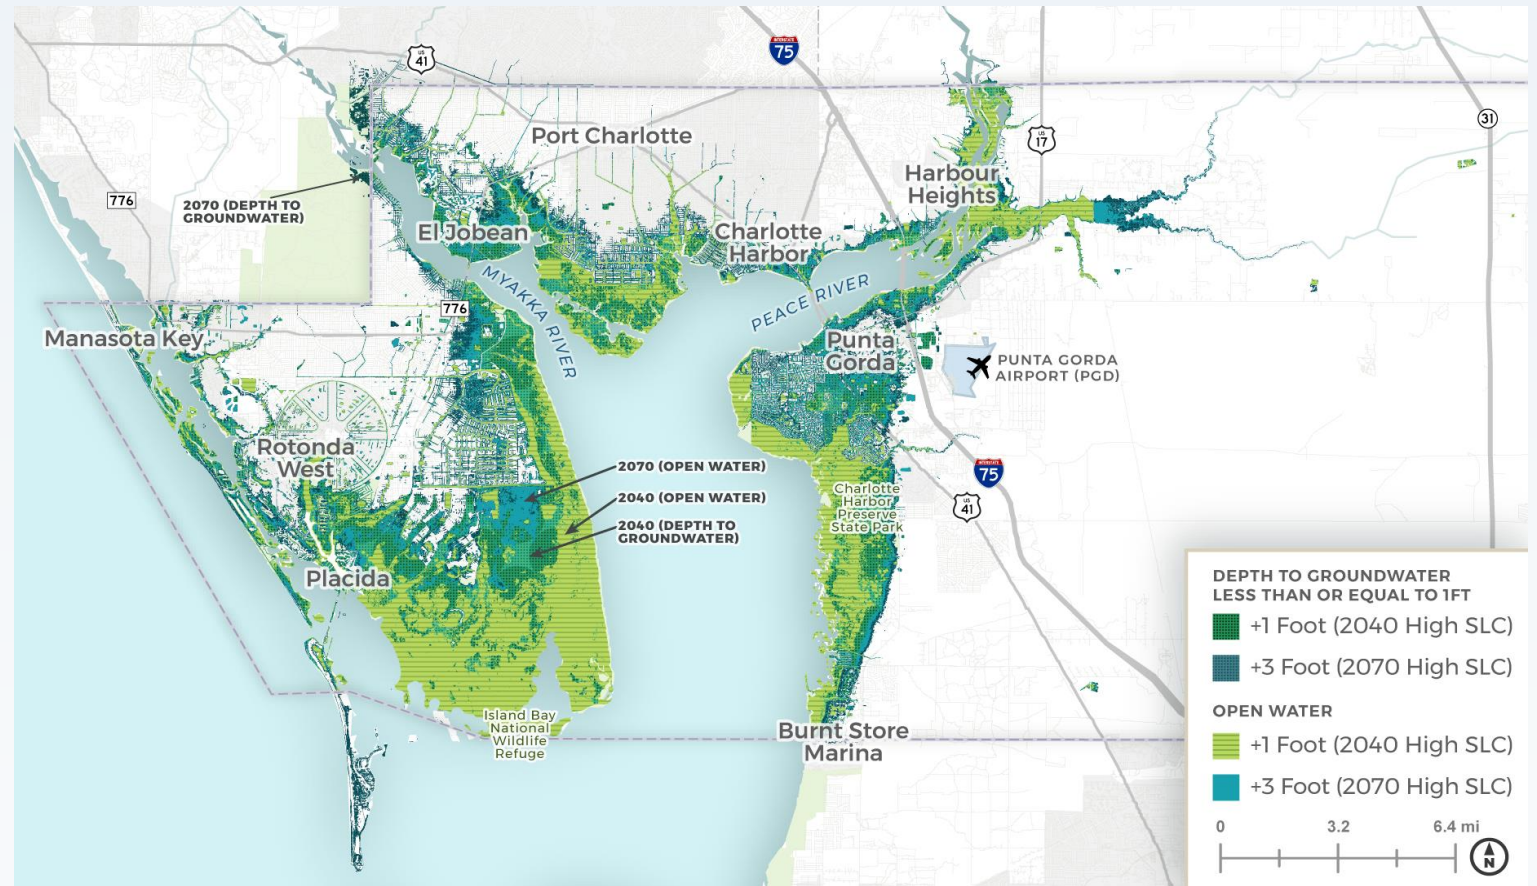 US
41
INTERSTATE
75
31
Port Charlotte
US
17
Harbour
Heights
776
2070 (DEPTH TO
GROUNDWATER)
El Jobean
Charlotte
Harbor
MYAKKA RIVER
PEACE RIVER
776
Manasota Key
Punta
Gorda
PUNTA GORDA
AIRPORT (PGD)
Rotonda
West
2070 (OPEN WATER)
2040 (OPEN WATER)
2040 (DEPTH TO
GROUNDWATER)
INTERSTATE
75
US
41
Charlotte
Harbor
Preserve
State Park
Placida
Island Bay
National
Wildlife
Refuge
Burnt Store
Marina
DEPTH TO GROUNDWATER
LESS THAN OR EQUAL TO 1FT
+1 Foot (2040 High SLC)
+3 Foot (2070 High SLC)
OPEN WATER
+1 Foot (2040 High SLC)
+3 Foot (2070 High SLC)
0 3.2 6.4 mi
N